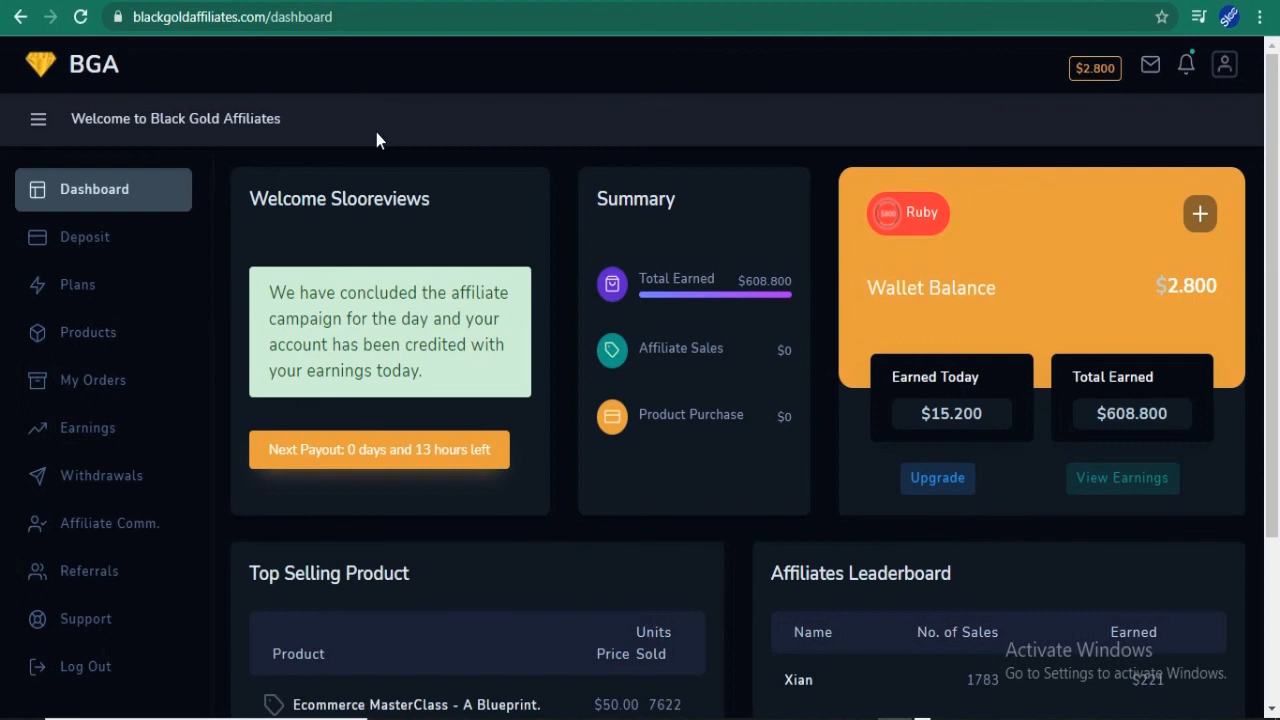 blackgoldaffiliates.com/dashboard
BGA
$2.800
Welcome to Black Gold Affiliates
Dashboard
Deposit
Plans
Products
My Orders
Earnings
Withdrawals
Affiliate Comm.
Referrals
Support
Log Out
Welcome Slooreviews
We have concluded the affiliate
campaign for the day and your
account has been credited with
your earnings today.
Next Payout: 0 days and 13 hours left
Summary
Total Earned $608.800
Affiliate Sales $0
Product Purchase $0
Ruby
Wallet Balance $2.800
Earned Today
$15.200
Total Earned
$608.800
Upgrade
View Earnings
Top Selling Product
Product Price Units Sold
Ecommerce MasterClass - A Blueprint. $50.00 7622
Affiliates Leaderboard
Name No. of Sales Earned
Xian 1783 $221
Activate Windows
Go to Settings to activate Windows.